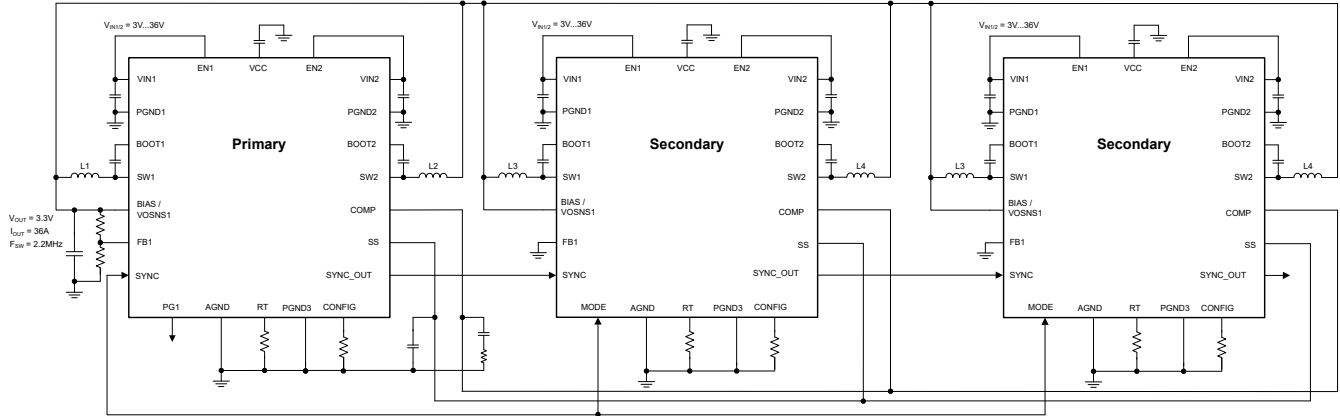 VIN1/2 = 3V...36V
EN1
VCC
EN2
VIN1
VIN2
PGND1
PGND2
BOOT1
BOOT2
Primary
L1
L2
SW1
SW2
BIAS /
VOSNS1
COMP
VOUT = 3.3V
IOUT = 36A
FSW = 2.2MHz
FB1
SS
SYNC
SYNC_OUT
PG1
AGND
RT
PGND3
CONFIG
VIN1/2 = 3V...36V
EN1
VCC
EN2
VIN1
VIN2
PGND1
PGND2
BOOT1
BOOT2
Secondary
L3
L4
SW1
SW2
BIAS /
VOSNS1
COMP
FB1
SS
SYNC
SYNC_OUT
MODE
AGND
RT
PGND3
CONFIG
VIN1/2 = 3V...36V
EN1
VCC
EN2
VIN1
VIN2
PGND1
PGND2
BOOT1
BOOT2
Secondary
L3
L4
SW1
SW2
BIAS /
VOSNS1
COMP
FB1
SS
SYNC
SYNC_OUT
MODE
AGND
RT
PGND3
CONFIG